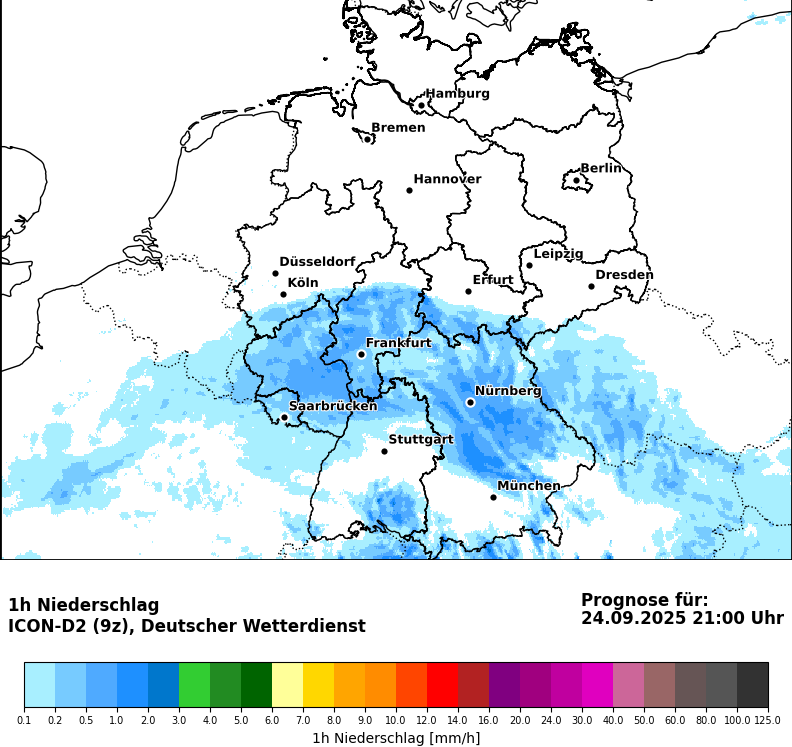 Hamburg
Bremen
Berlin
Hannover
Leipzig
Düsseldorf
Dresden
Köln
Erfurt
Frankfurt
Nürnberg
Saarbrücken
Stuttgart
München
1h Niederschlag
ICON-D2 (9z), Deutscher Wetterdienst
Prognose für:
24.09.2025 21:00 Uhr
0.1 0.2 0.5 1.0 2.0 3.0 4.0 5.0 6.0 7.0 8.0 9.0 10.0 12.0 14.0 16.0 20.0 24.0 30.0 40.0 50.0 60.0 80.0 100.0 125.0
1h Niederschlag [mm/h]